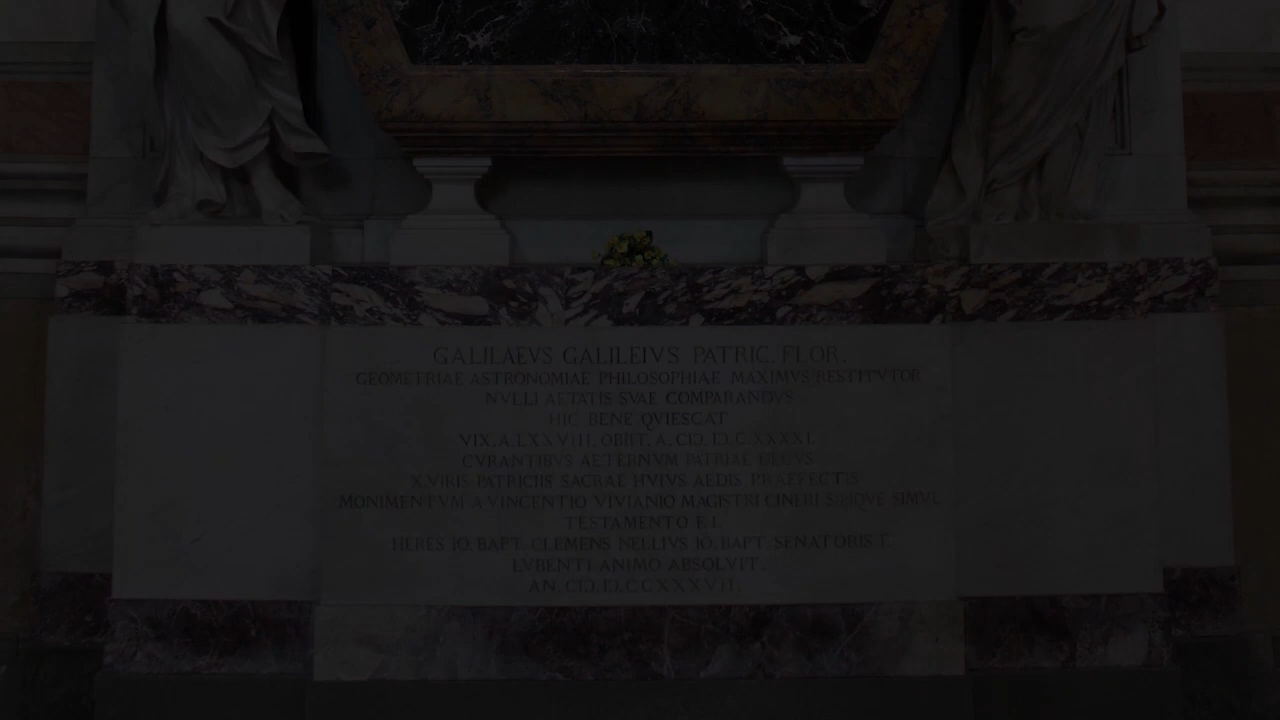 GALILAEVS GALILEIVS PATRIC. FLOR.
GEOMETRIAE ASTRONOMIAE PHILOSOPHIAE MAXIMVS RESTITVTOR
NVLLI AETATIS SVAE COMPARANDVS
HIC BENE QVIESCAT
VIX. A. LXXVIII. OBIIT. A. CIƆ. IƆ. C. XXXXI.
CVRANTIBVS AETERNVM PATRIAE DECVS
X. VIRIS PATRICIIS SACRAE HVIVS AEDIS PRAEFECTIS
MONIMENTVM A VINCENTIO VIVIANIO MAGISTRI CINERI SIBIQVE SIMVL
TESTAMENTO F. I.
HERES IO. BAPT. CLEMENS NELLIVS IO. BAPT. SENATORIS F.
LVBENTI ANIMO ABSOLVIT.
AN. CIƆ. IƆ. CCXXXVII.